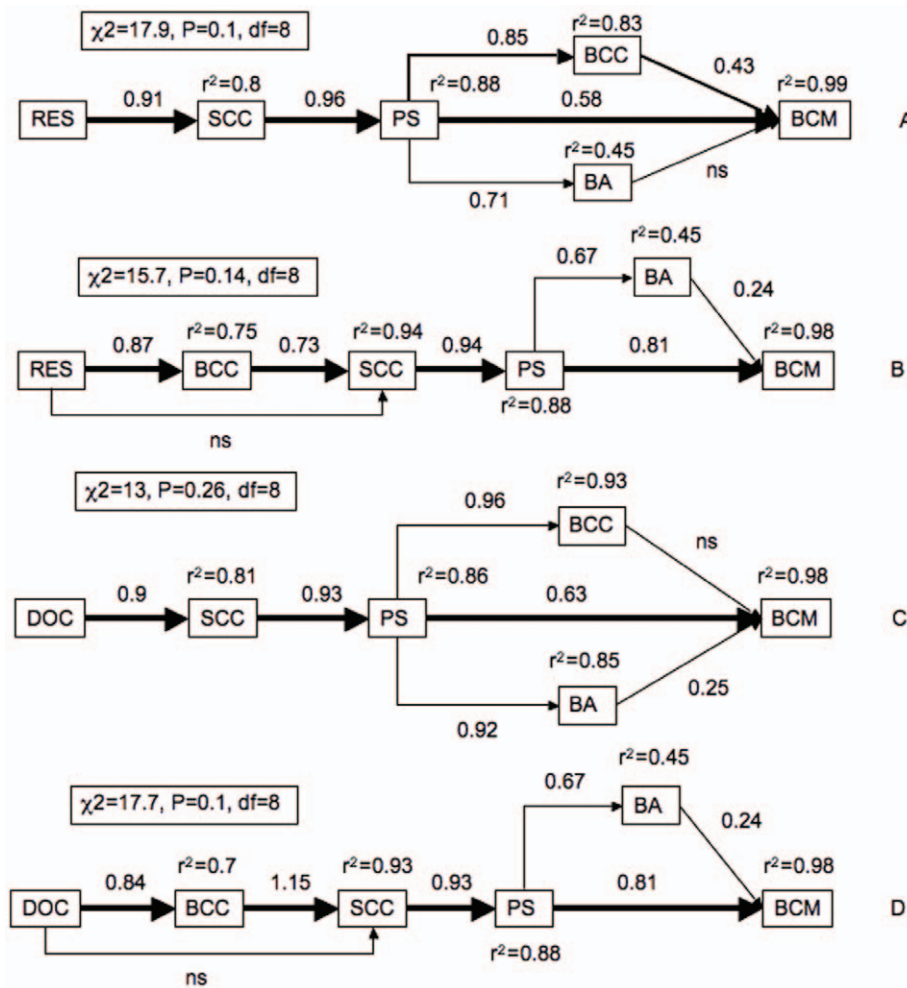 χ2=17.9, P=0.1, df=8
r²=0.83
0.85
BCC
0.43
r²=0.8
r²=0.88
r²=0.99
0.91
0.96
0.58
RES
SCC
PS
BCM
A
r²=0.45
BA
ns
0.71
r²=0.45
χ2=15.7, P=0.14, df=8
0.67
BA
0.24
r²=0.75
r²=0.94
r²=0.98
0.87
0.73
0.94
0.81
RES
BCC
SCC
PS
BCM
B
r²=0.88
ns
χ2=13, P=0.26, df=8
r²=0.93
0.96
BCC
ns
r²=0.81
r²=0.86
r²=0.98
0.9
0.93
0.63
DOC
SCC
PS
BCM
C
r²=0.85
BA
0.25
0.92
r²=0.45
χ2=17.7, P=0.1, df=8
0.67
BA
0.24
r²=0.7
r²=0.93
r²=0.98
0.84
1.15
0.93
0.81
DOC
BCC
SCC
PS
BCM
D
r²=0.88
ns